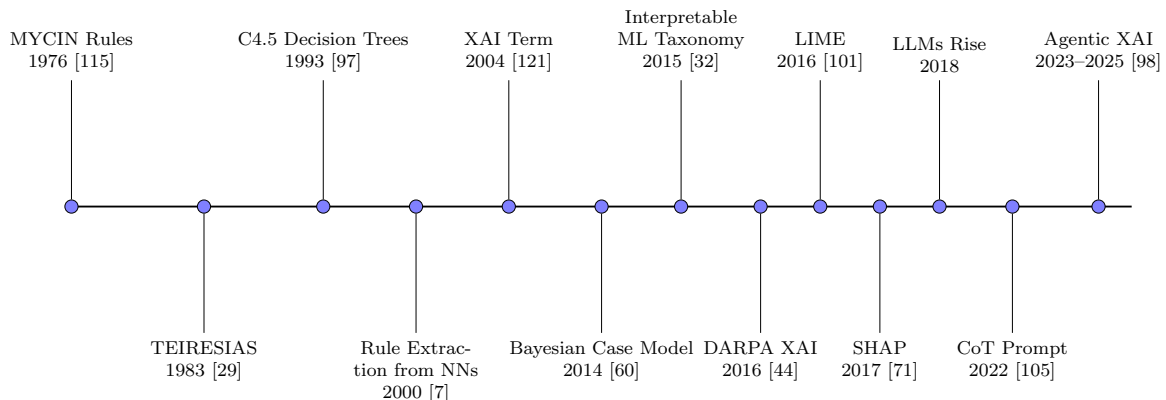 MYCIN Rules
1976 [115]
C4.5 Decision Trees
1993 [97]
XAI Term
2004 [121]
Interpretable
ML Taxonomy
2015 [32]
LIME
2016 [101]
LLMs Rise
2018
Agentic XAI
2023–2025 [98]
TEIRESIAS
1983 [29]
Rule Extrac-
tion from NNs
2000 [7]
Bayesian Case Model
2014 [60]
DARPA XAI
2016 [44]
SHAP
2017 [71]
CoT Prompt
2022 [105]